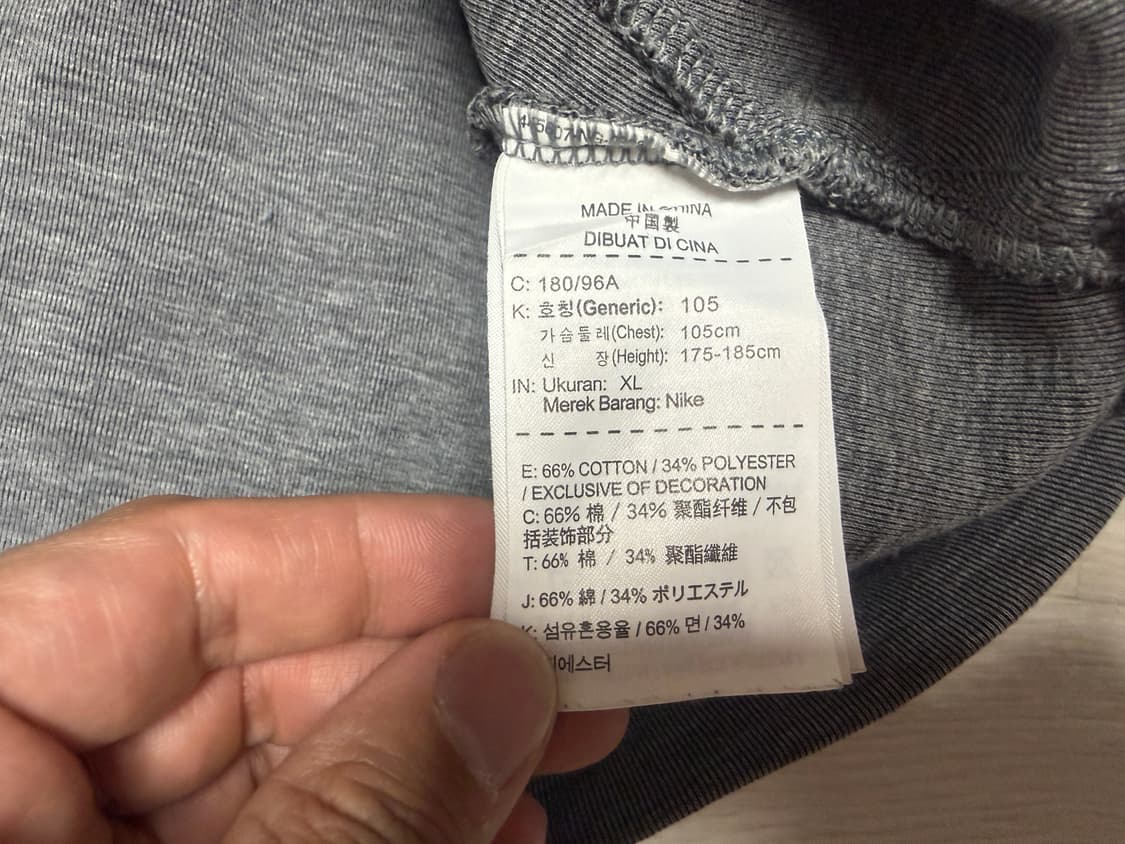 MADE IN CHINA
中国製
DIBUAT DI CINA
C: 180/96A
K: 호칭(Generic): 105
가슴둘레(Chest): 105cm
신 장(Height): 175-185cm
IN: Ukuran: XL
Merek Barang: Nike
E: 66% COTTON / 34% POLYESTER
/ EXCLUSIVE OF DECORATION
C: 66% 棉 / 34% 聚酯纤维 / 不包
括装饰部分
T: 66% 棉 / 34% 聚酯纖維
J: 66% 綿 / 34% ポリエステル
K: 섬유혼용율 / 66% 면 / 34%
에스터